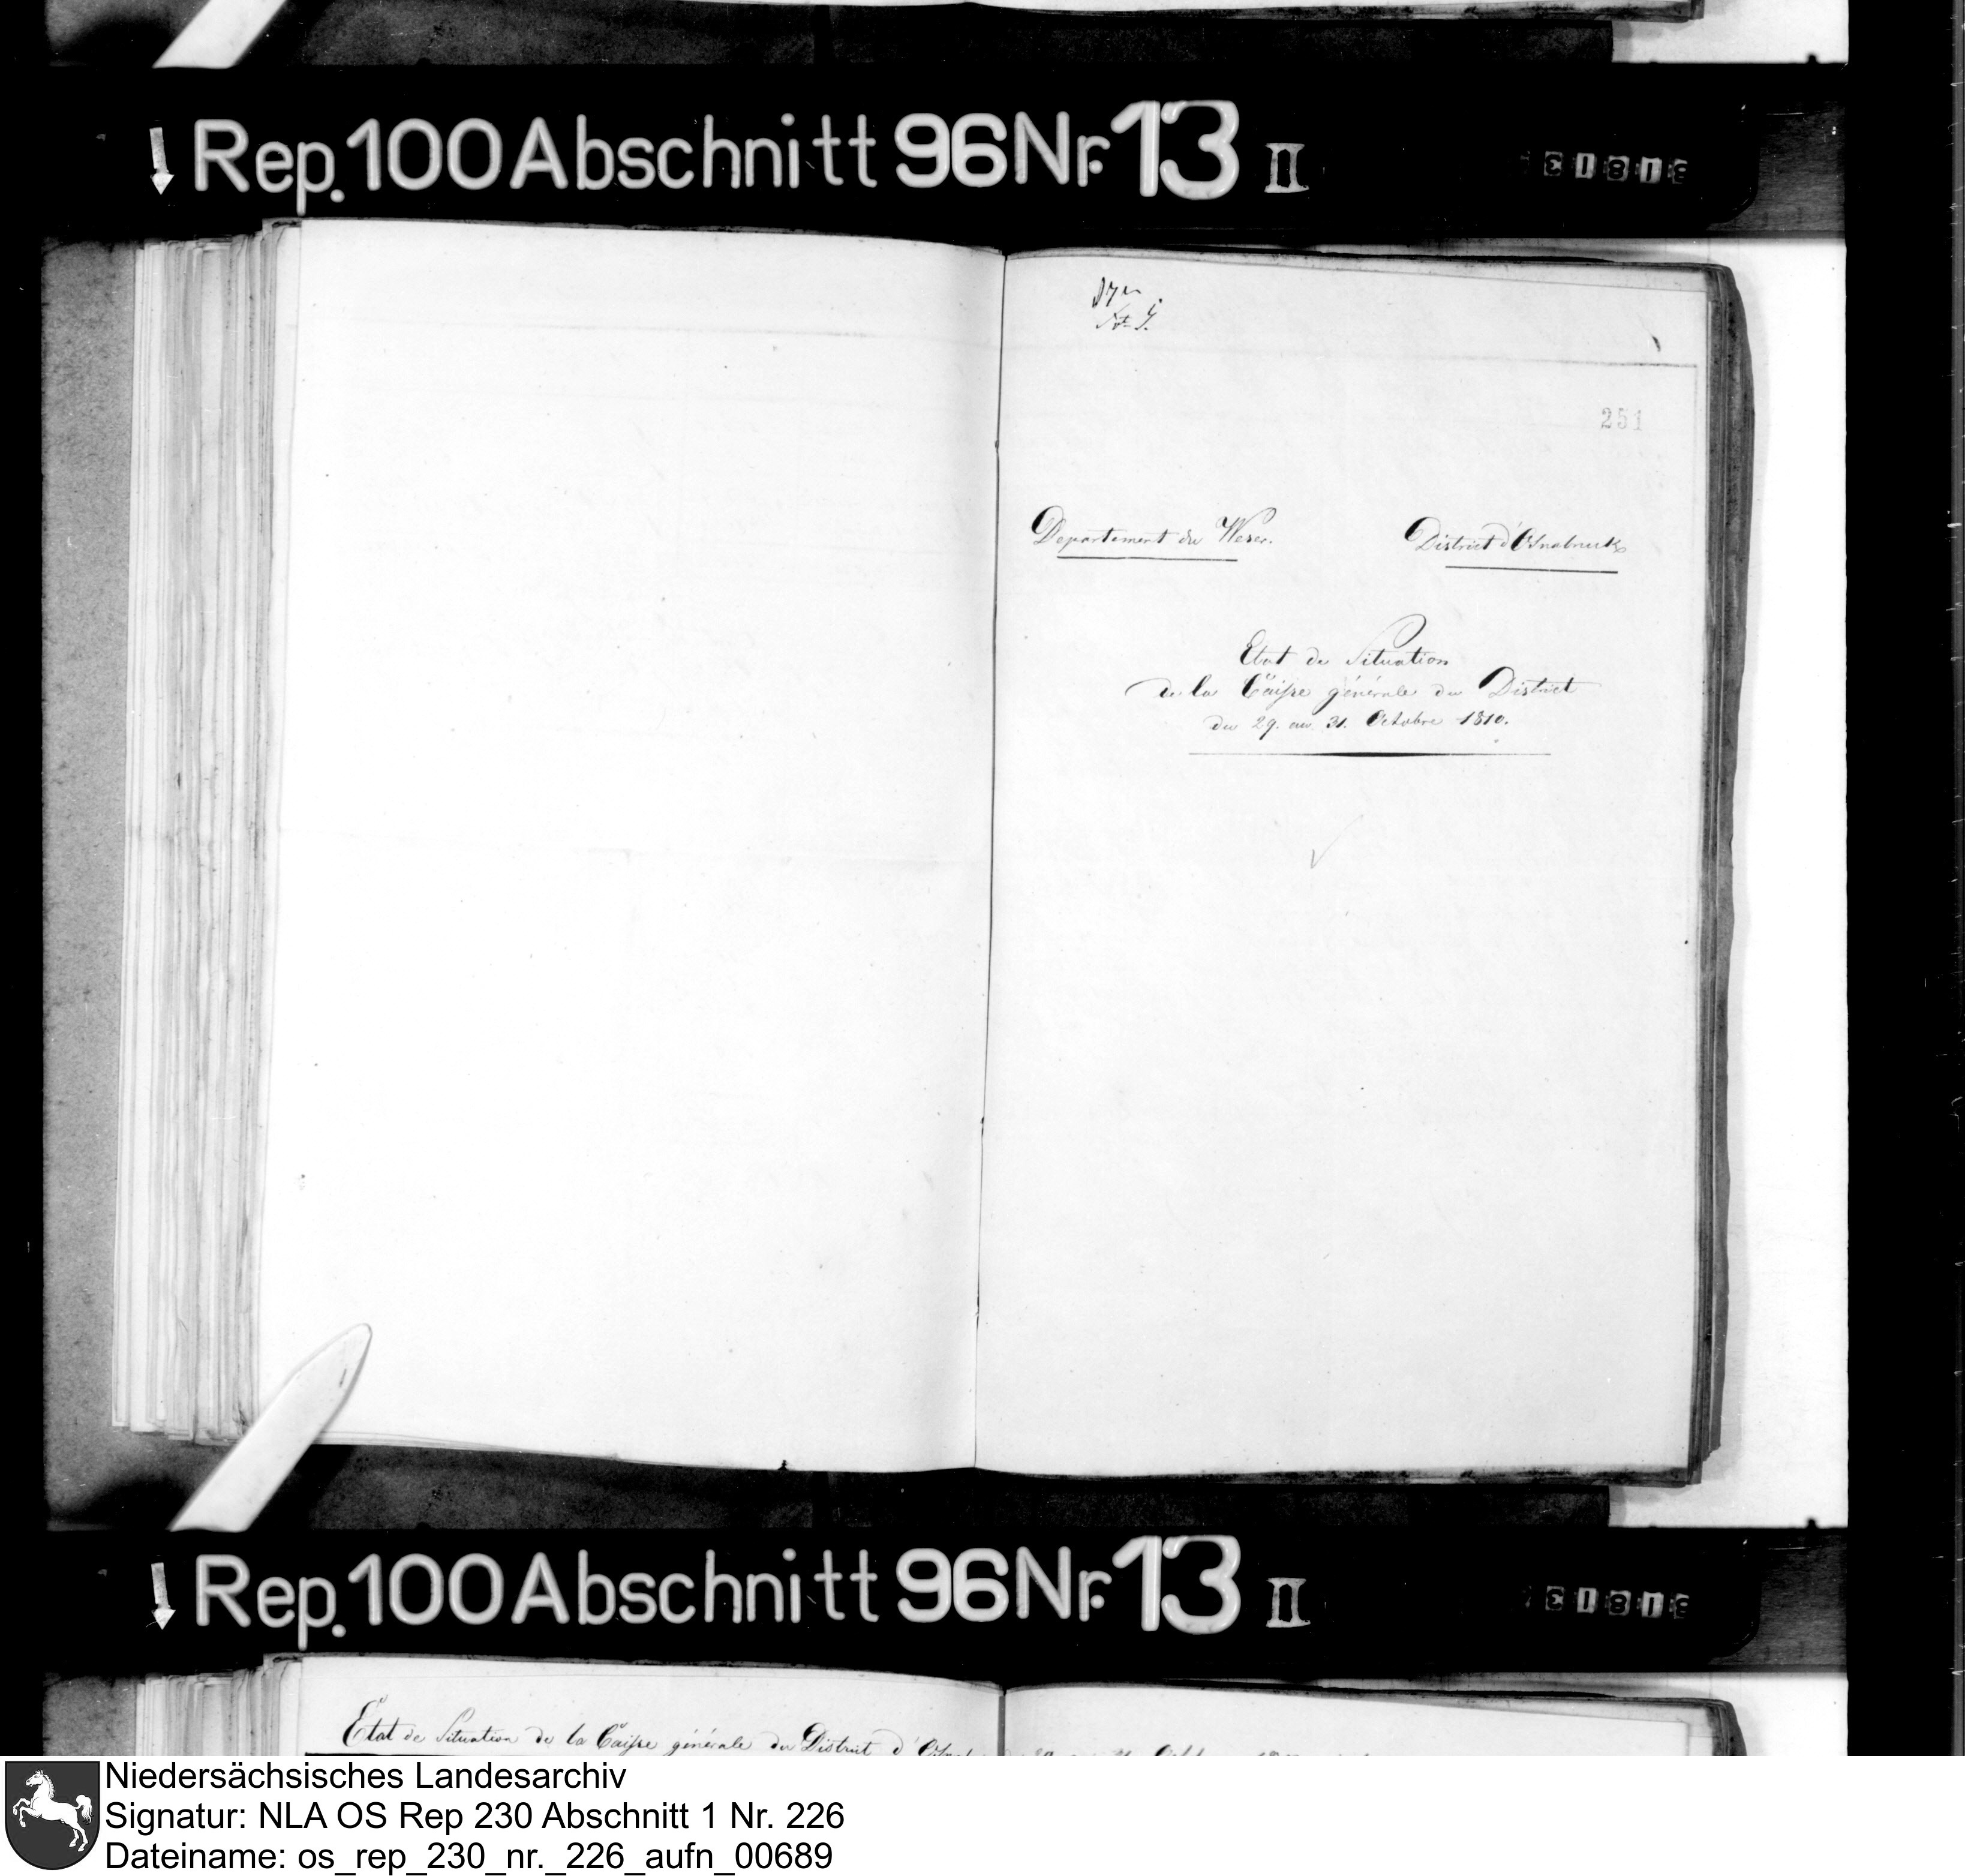 Rep. 100 Abschnitt 96 Nr. 13 II
251
Departement du Weser.
District d'Osnabruck
Etat de Situation
de la Caisse générale du District
du 29. au 31. Octobre 1810.
Rep. 100 Abschnitt 96 Nr. 13 II
Etat de Situation de la Caisse générale du District
Niedersächsisches Landesarchiv
Signatur: NLA OS Rep 230 Abschnitt 1 Nr. 226
Dateiname: os_rep_230_nr._226_aufn_00689